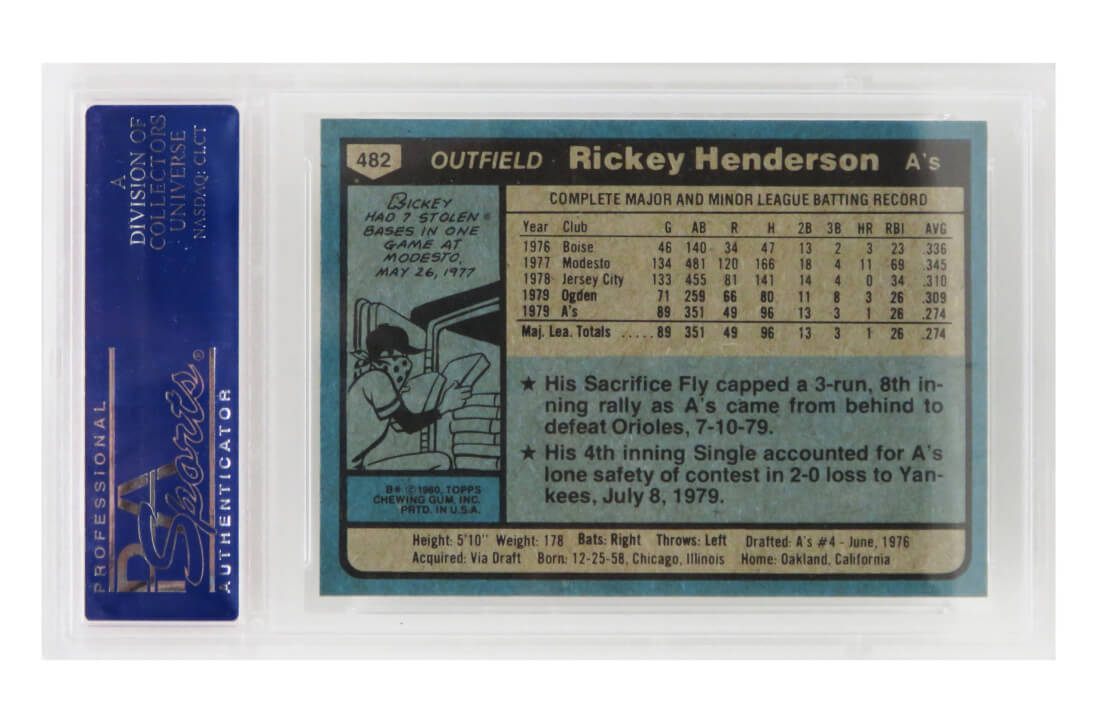 A
DIVISION OF
COLLECTORS
UNIVERSE
NASDAQ: CLCT
PROFESSIONAL
PSA
Sports®
AUTHENTICATOR
482 OUTFIELD · Rickey Henderson A's
RICKEY
HAD 7 STOLEN
BASES IN ONE
GAME AT
MODESTO,
MAY 26, 1977
COMPLETE MAJOR AND MINOR LEAGUE BATTING RECORD
Year Club G AB R H 2B 3B HR RBI AVG
1976 Boise 46 140 34 47 13 2 3 23 .336
1977 Modesto 134 481 120 166 18 4 11 69 .345
1978 Jersey City 133 455 81 141 14 4 0 34 .310
1979 Ogden 71 259 66 80 11 8 3 26 .309
1979 A's 89 351 49 96 13 3 1 26 .274
Maj. Lea. Totals ..... 89 351 49 96 13 3 1 26 .274
★ His Sacrifice Fly capped a 3-run, 8th in-
ning rally as A's came from behind to
defeat Orioles, 7-10-79.
★ His 4th inning Single accounted for A's
lone safety of contest in 2-0 loss to Yan-
kees, July 8, 1979.
B* © 1980, TOPPS
CHEWING GUM, INC.
PRTD. IN U.S.A.
Height: 5'10" Weight: 178 Bats: Right Throws: Left Drafted: A's #4 - June, 1976
Acquired: Via Draft Born: 12-25-58, Chicago, Illinois Home: Oakland, California